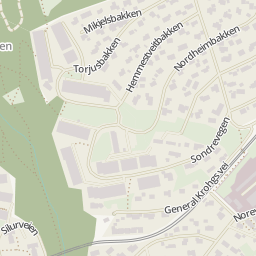 Mikjelsbakken
Torjusbakken
Hemmestveitbakken
Nordheimbakken
Sondrevegen
General Krohgs vei
Silurveien